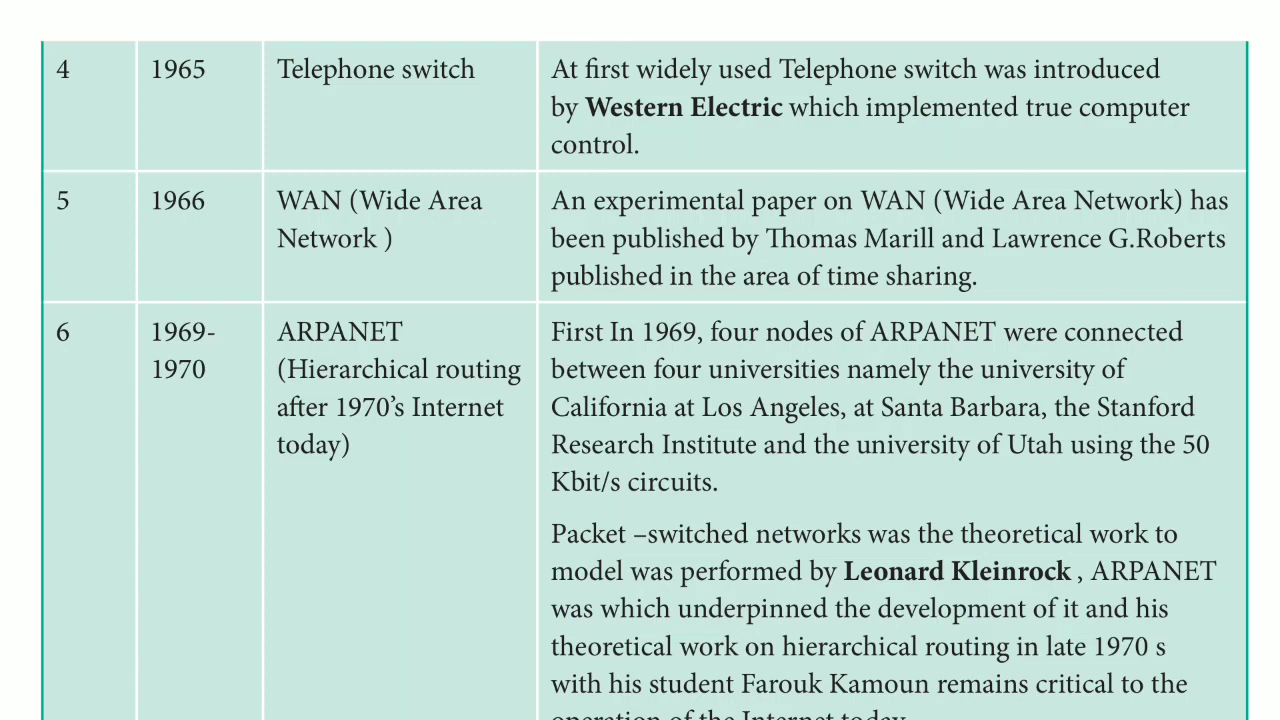 4
1965
Telephone switch
At first widely used Telephone switch was introduced
by Western Electric which implemented true computer
control.
5
1966
WAN (Wide Area
Network )
An experimental paper on WAN (Wide Area Network) has
been published by Thomas Marill and Lawrence G.Roberts
published in the area of time sharing.
6
1969-
1970
ARPANET
(Hierarchical routing
after 1970’s Internet
today)
First In 1969, four nodes of ARPANET were connected
between four universities namely the university of
California at Los Angeles, at Santa Barbara, the Stanford
Research Institute and the university of Utah using the 50
Kbit/s circuits.
Packet –switched networks was the theoretical work to
model was performed by Leonard Kleinrock , ARPANET
was which underpinned the development of it and his
theoretical work on hierarchical routing in late 1970 s
with his student Farouk Kamoun remains critical to the
operation of the Internet today